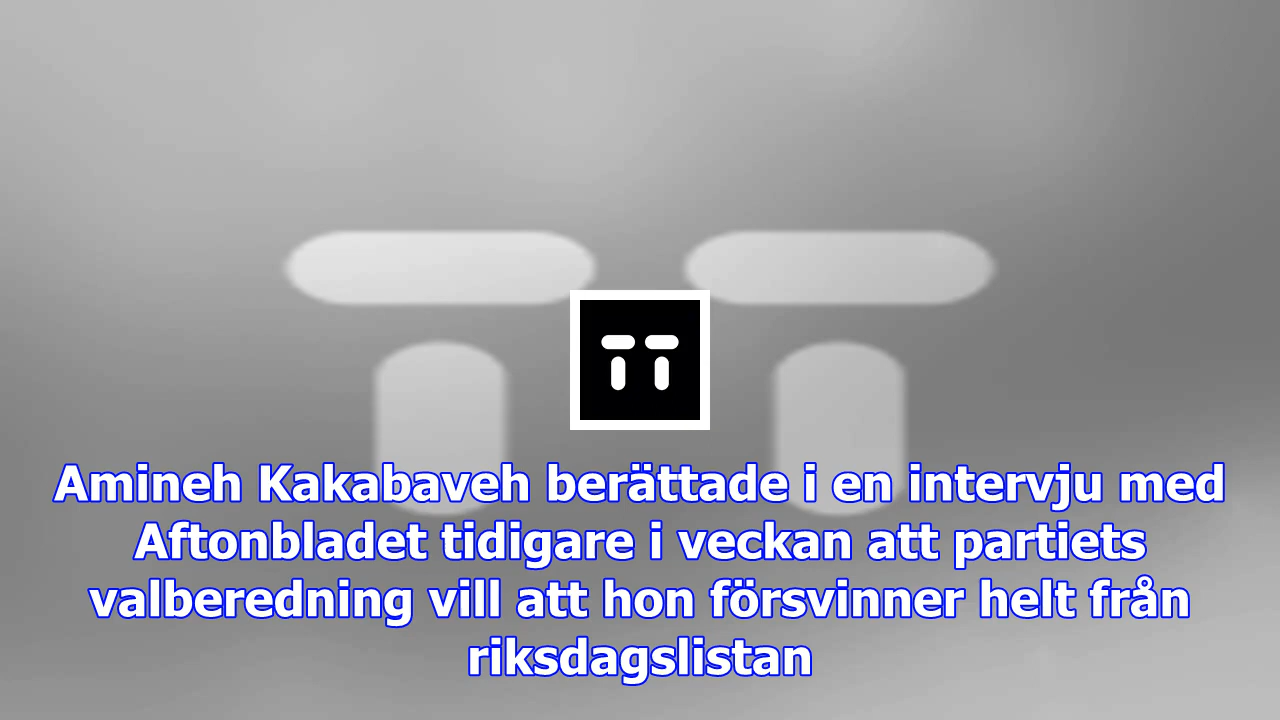 Amineh Kakabaveh berättade i en intervju med
Aftonbladet tidigare i veckan att partiets
valberedning vill att hon försvinner helt från
riksdagslistan